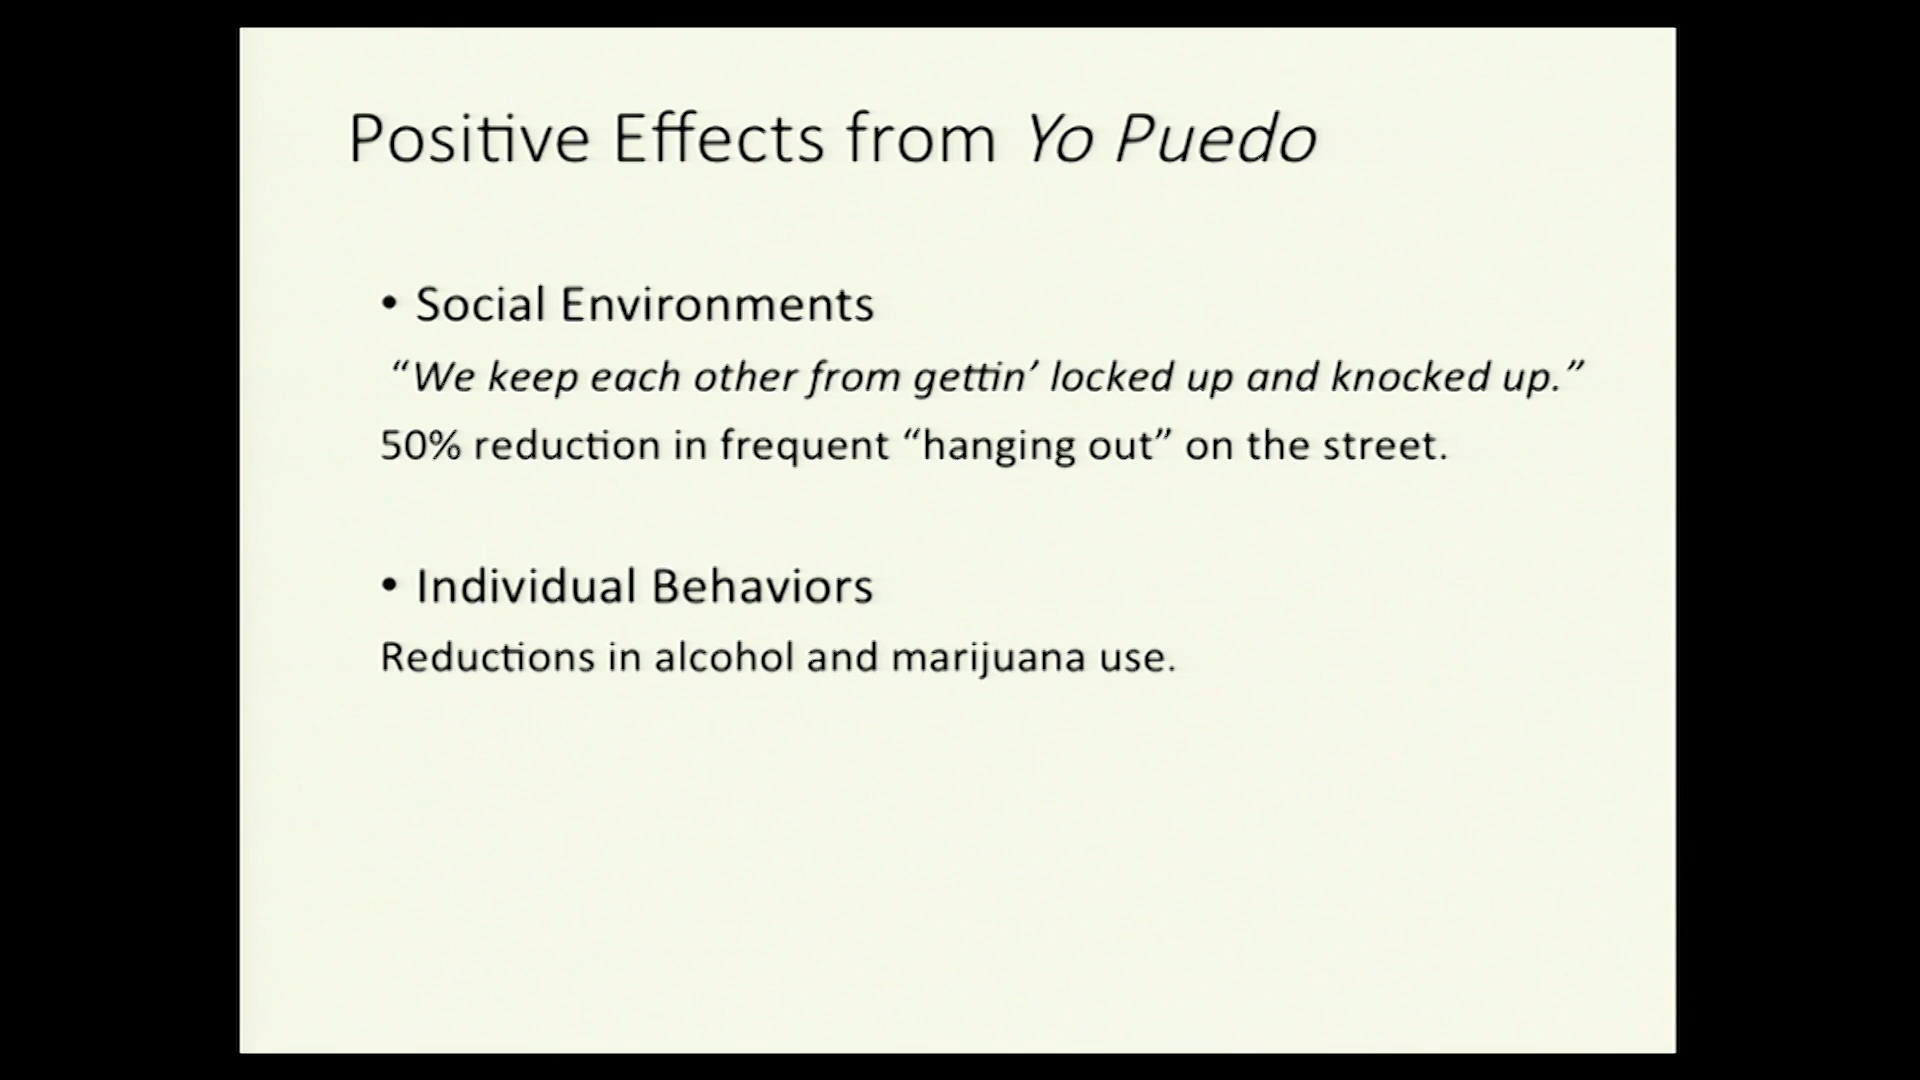 Positive Effects from Yo Puedo
• Social Environments
“We keep each other from gettin’ locked up and knocked up.”
50% reduction in frequent “hanging out” on the street.
• Individual Behaviors
Reductions in alcohol and marijuana use.